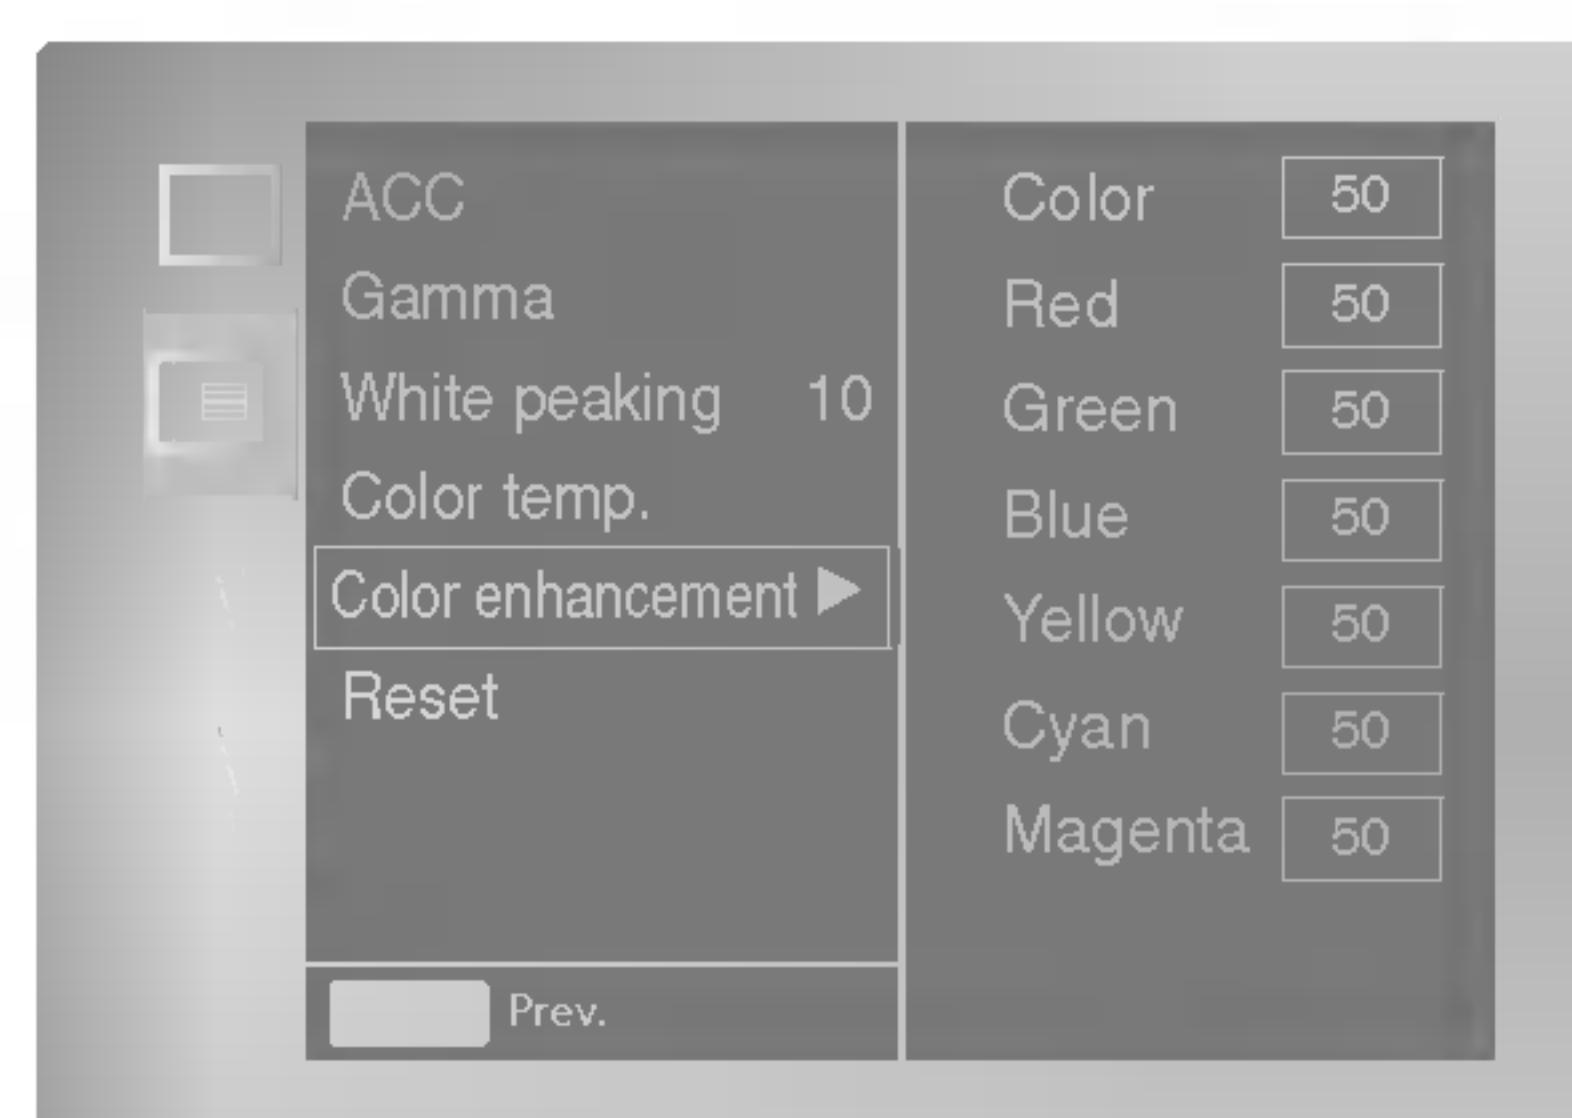 ACC
Gamma
White peaking 10
Color temp.
Color enhancement
Reset
Prev.
Color 50
Red 50
Green 50
Blue 50
Yellow 50
Cyan 50
Magenta 50